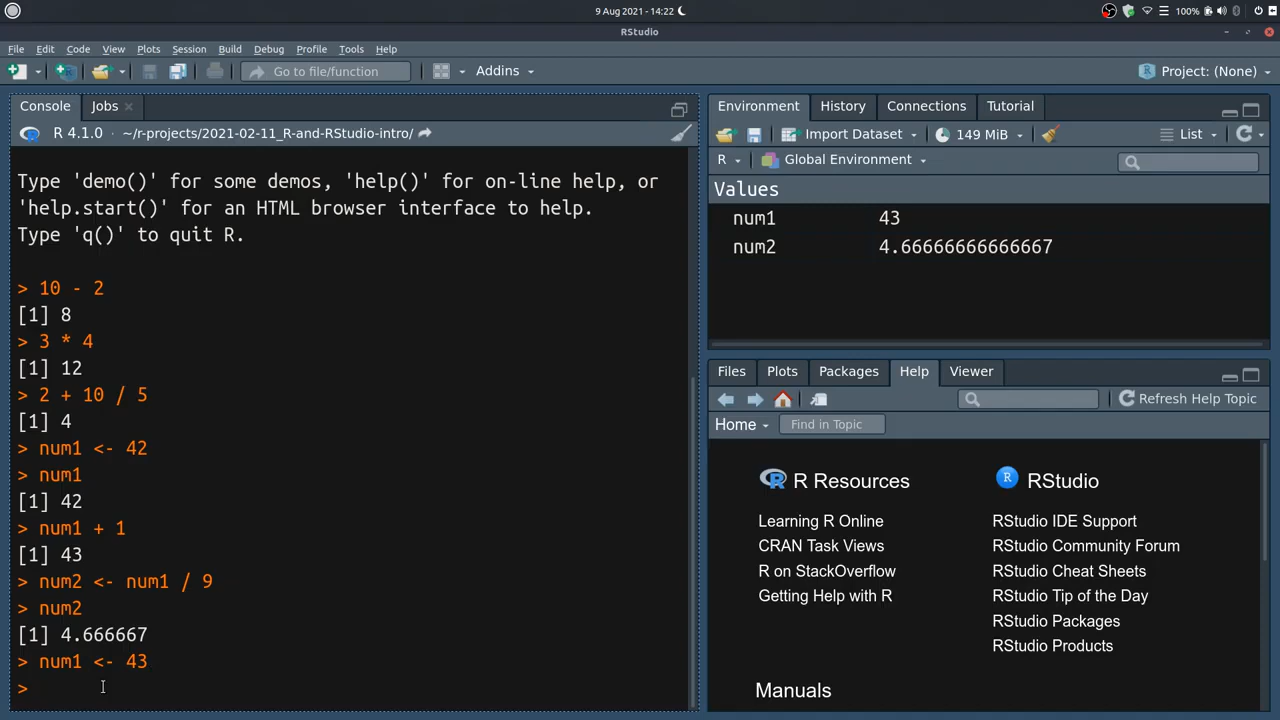 9 Aug 2021 - 14:22
100%
RStudio
File Edit Code View Plots Session Build Debug Profile Tools Help
Go to file/function
Addins
Project: (None)
Console Jobs
R 4.1.0 · ~/r-projects/2021-02-11_R-and-RStudio-intro/
Type 'demo()' for some demos, 'help()' for on-line help, or
'help.start()' for an HTML browser interface to help.
Type 'q()' to quit R.
> 10 - 2
[1] 8
> 3 * 4
[1] 12
> 2 + 10 / 5
[1] 4
> num1 <- 42
> num1
[1] 42
> num1 + 1
[1] 43
> num2 <- num1 / 9
> num2
[1] 4.666667
> num1 <- 43
>
Environment History Connections Tutorial
Import Dataset 149 MiB List
R Global Environment
Values
num1 43
num2 4.66666666666667
Files Plots Packages Help Viewer
Refresh Help Topic
Home Find in Topic
R Resources
Learning R Online
CRAN Task Views
R on StackOverflow
Getting Help with R
R RStudio
RStudio IDE Support
RStudio Community Forum
RStudio Cheat Sheets
RStudio Tip of the Day
RStudio Packages
RStudio Products
Manuals